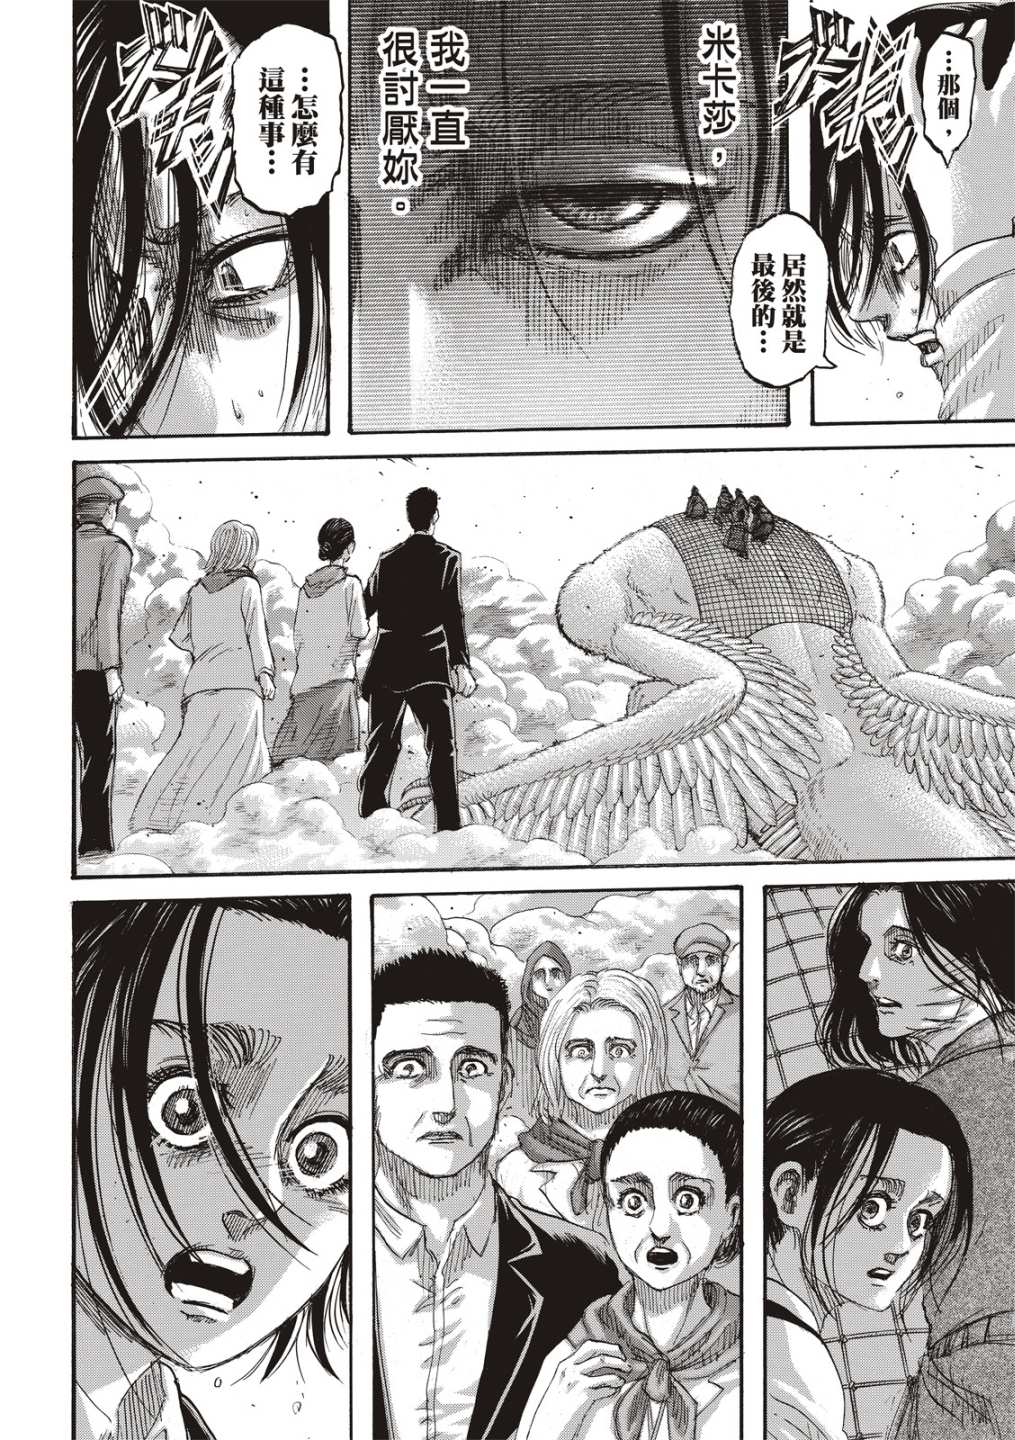 …那個，
居然就是
最後的…
米卡莎，
我一直
很討厭妳。
…怎麼有
這種事…